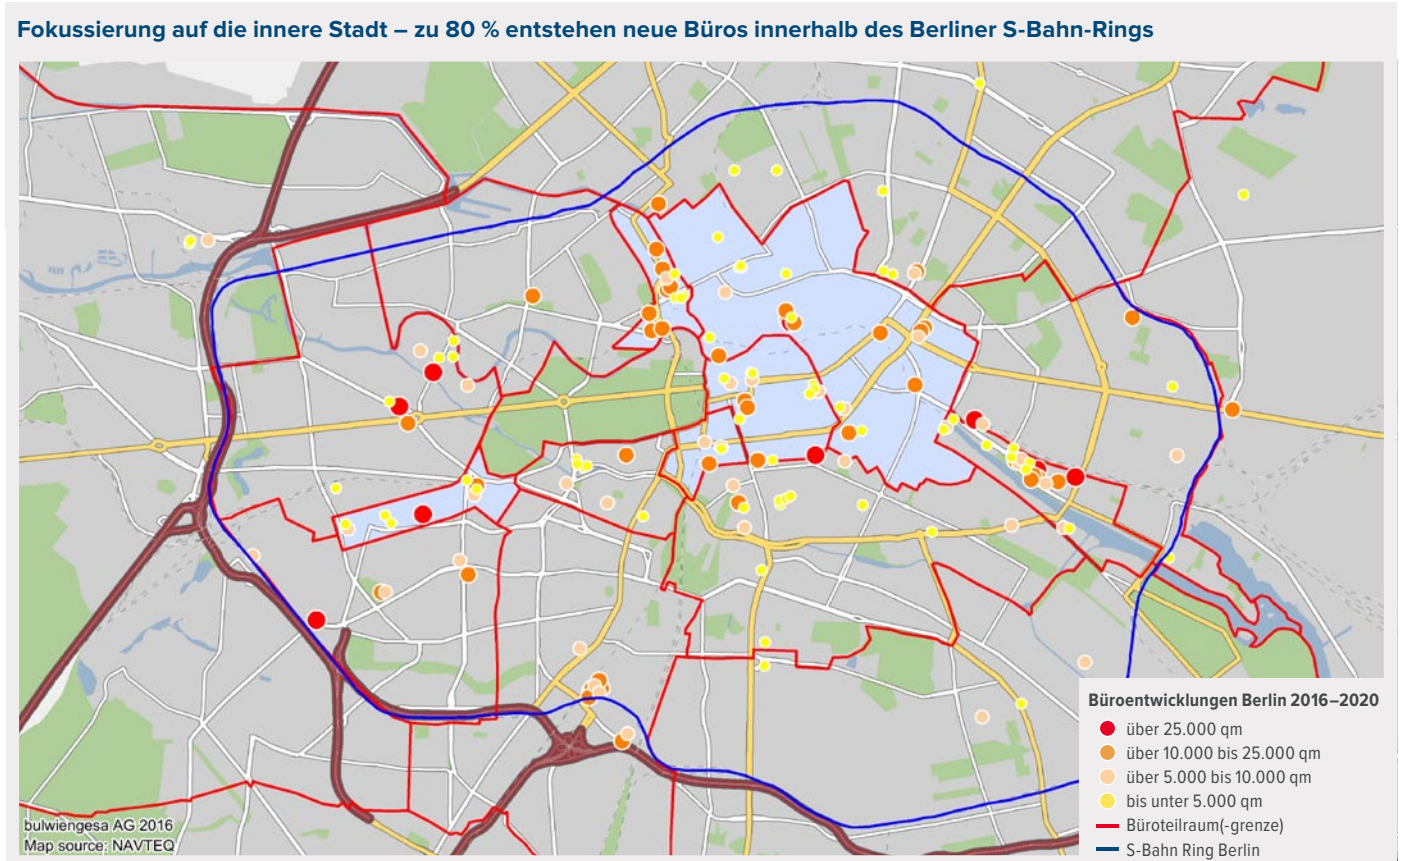 Fokussierung auf die innere Stadt – zu 80 % entstehen neue Büros innerhalb des Berliner S-Bahn-Rings
Büroentwicklungen Berlin 2016–2020
über 25.000 qm
über 10.000 bis 25.000 qm
über 5.000 bis 10.000 qm
bis unter 5.000 qm
Büroteilraum(-grenze)
S-Bahn Ring Berlin
bulwiengesa AG 2016
Map source: NAVTEQ